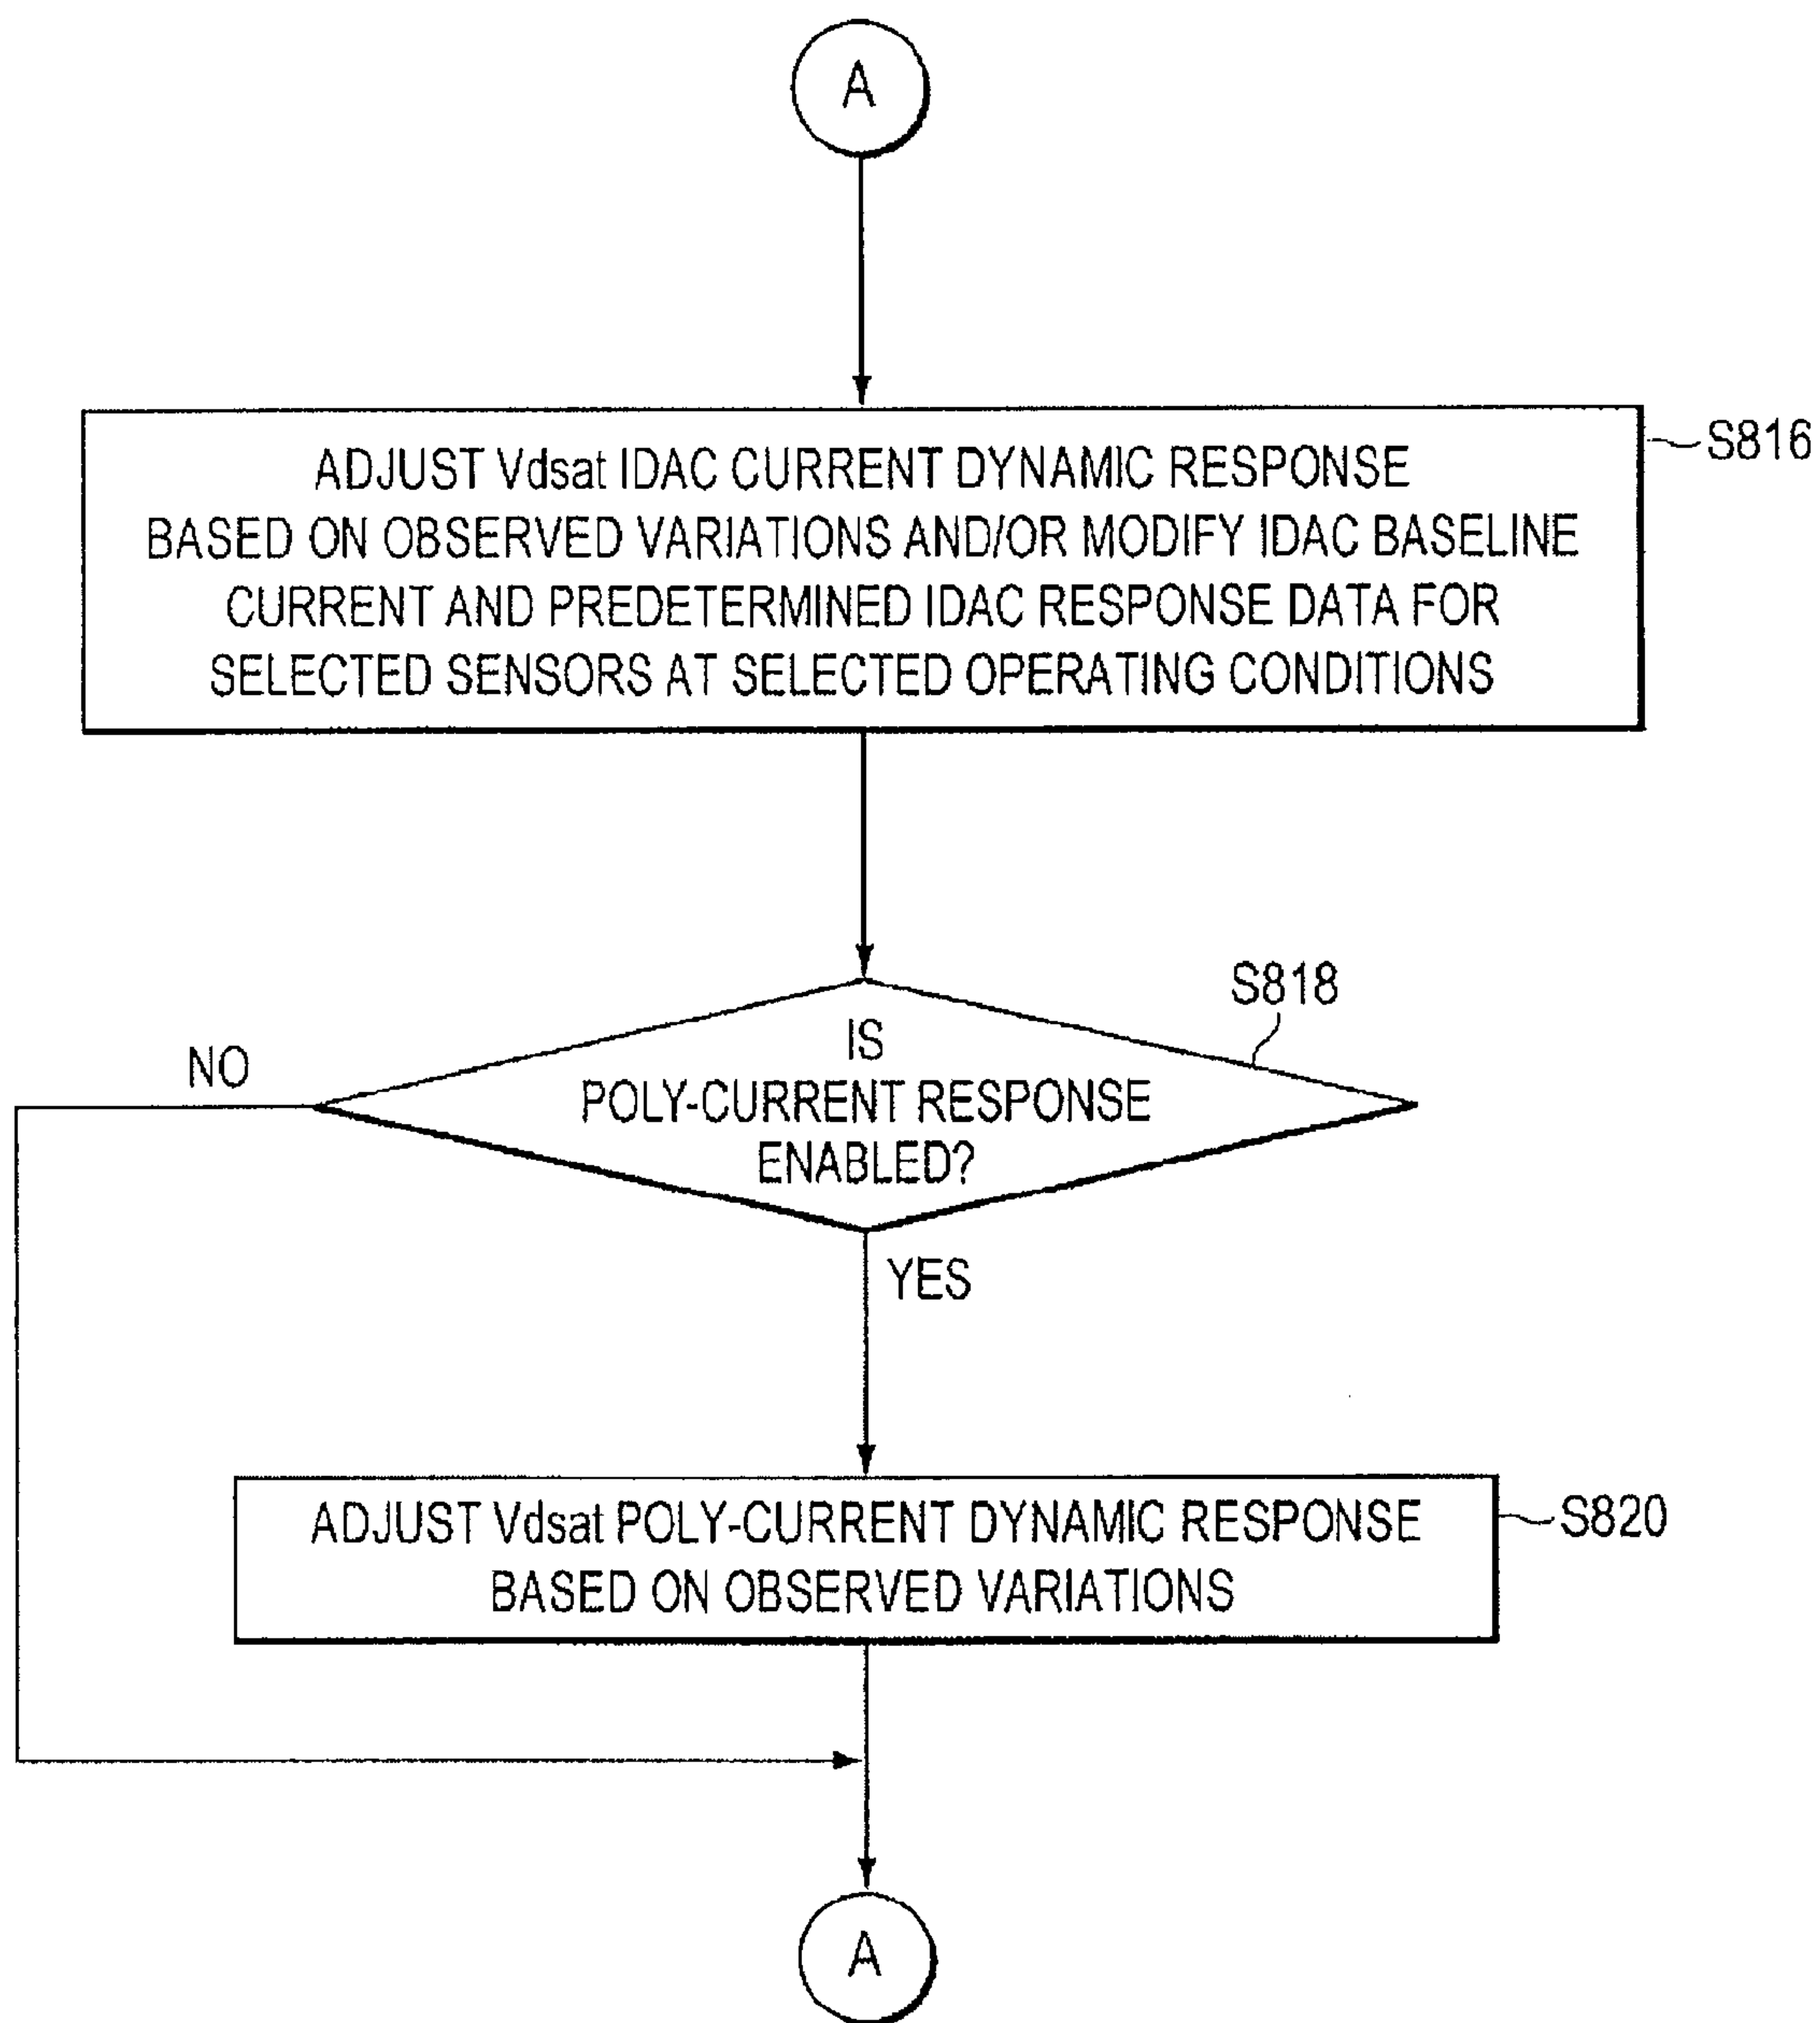 A
ADJUST Vdsat IDAC CURRENT DYNAMIC RESPONSE
BASED ON OBSERVED VARIATIONS AND/OR MODIFY IDAC BASELINE
CURRENT AND PREDETERMINED IDAC RESPONSE DATA FOR
SELECTED SENSORS AT SELECTED OPERATING CONDITIONS
S816
S818
NO
IS
POLY-CURRENT RESPONSE
ENABLED?
YES
ADJUST Vdsat POLY-CURRENT DYNAMIC RESPONSE
BASED ON OBSERVED VARIATIONS
S820
A